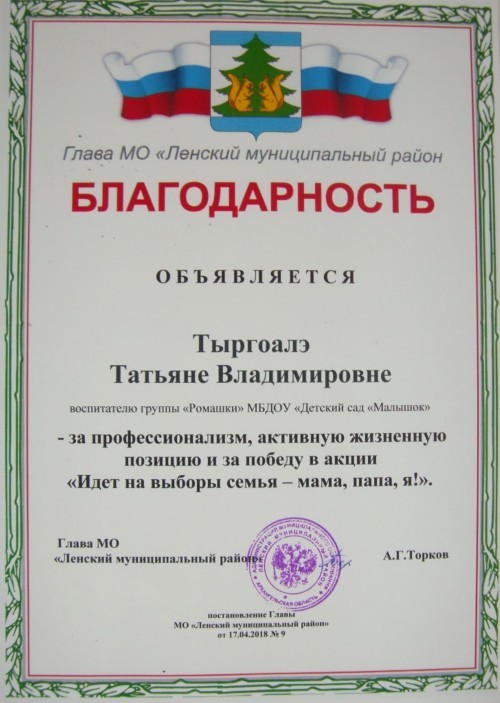 Глава МО «Ленский муниципальный район
БЛАГОДАРНОСТЬ
ОБЪЯВЛЯЕТСЯ
Тыргоалэ
Татьяне Владимировне
воспитателю группы «Ромашки» МБДОУ «Детский сад «Малышок»
- за профессионализм, активную жизненную
позицию и за победу в акции
«Идет на выборы семья – мама, папа, я!».
Глава МО
«Ленский муниципальный район»
А.Г.Торков
АРХАНГЕЛЬСКАЯ ОБЛАСТЬ
постановление Главы
МО «Ленский муниципальный район»
от 17.04.2018 № 9